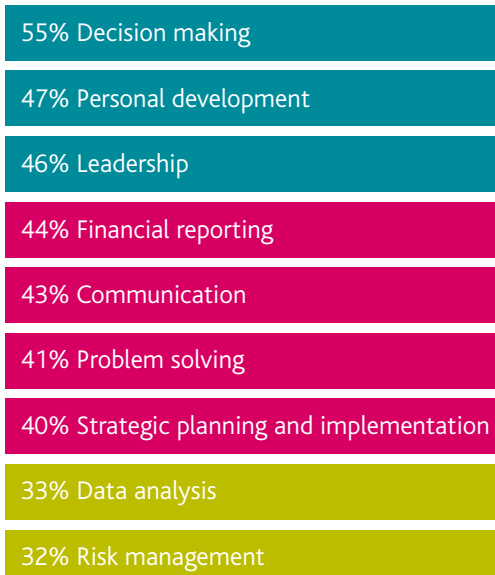 55% Decision making
47% Personal development
46% Leadership
44% Financial reporting
43% Communication
41% Problem solving
40% Strategic planning and implementation
33% Data analysis
32% Risk management